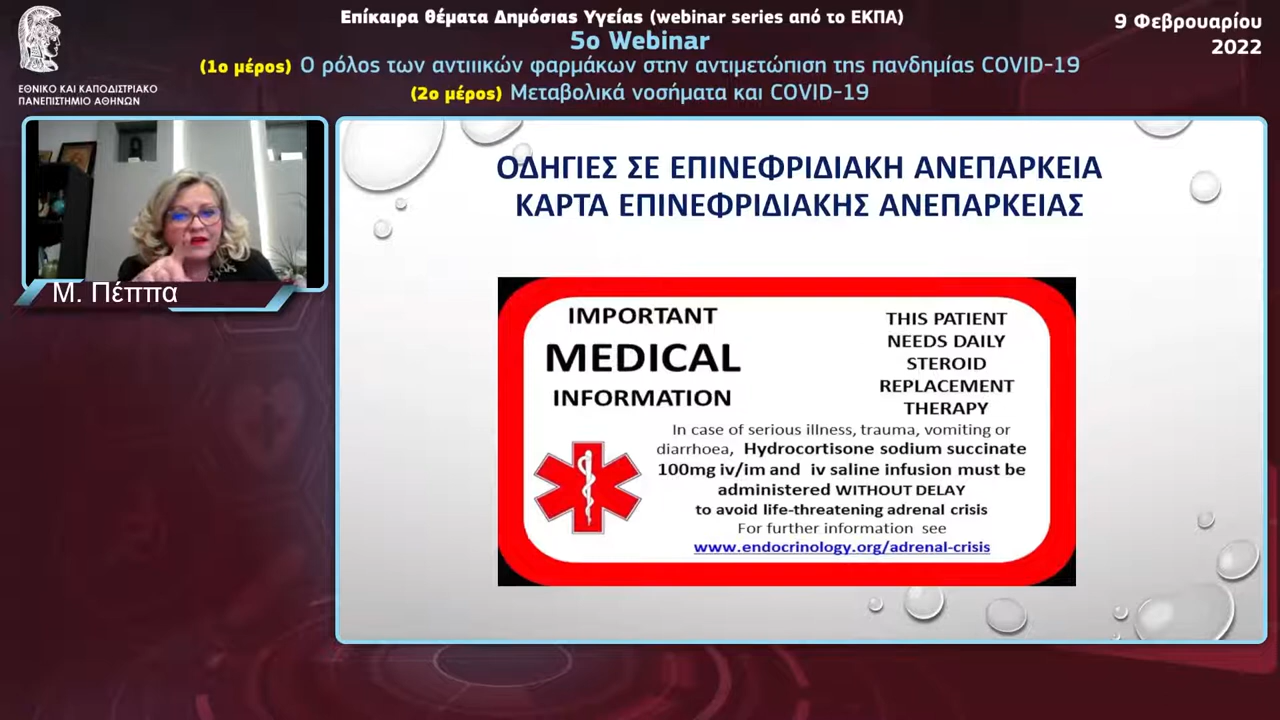 Επίκαιρα θέματα Δημόσιας Υγείας (webinar series από το ΕΚΠΑ)
5ο Webinar
(1ο μέρος) Ο ρόλος των αντιιικών φαρμάκων στην αντιμετώπιση της πανδημίας COVID-19
(2ο μέρος) Μεταβολικά νοσήματα και COVID-19
9 Φεβρουαρίου
2022
ΕΘΝΙΚΟ ΚΑΙ ΚΑΠΟΔΙΣΤΡΙΑΚΟ
ΠΑΝΕΠΙΣΤΗΜΙΟ ΑΘΗΝΩΝ
Μ. Πέππα
ΟΔΗΓΙΕΣ ΣΕ ΕΠΙΝΕΦΡΙΔΙΑΚΗ ΑΝΕΠΑΡΚΕΙΑ
ΚΑΡΤΑ ΕΠΙΝΕΦΡΙΔΙΑΚΗΣ ΑΝΕΠΑΡΚΕΙΑΣ
IMPORTANT
MEDICAL
INFORMATION
THIS PATIENT
NEEDS DAILY
STEROID
REPLACEMENT
THERAPY
In case of serious illness, trauma, vomiting or
diarrhoea, Hydrocortisone sodium succinate
100mg iv/im and iv saline infusion must be
administered WITHOUT DELAY
to avoid life-threatening adrenal crisis
For further information see
www.endocrinology.org/adrenal-crisis